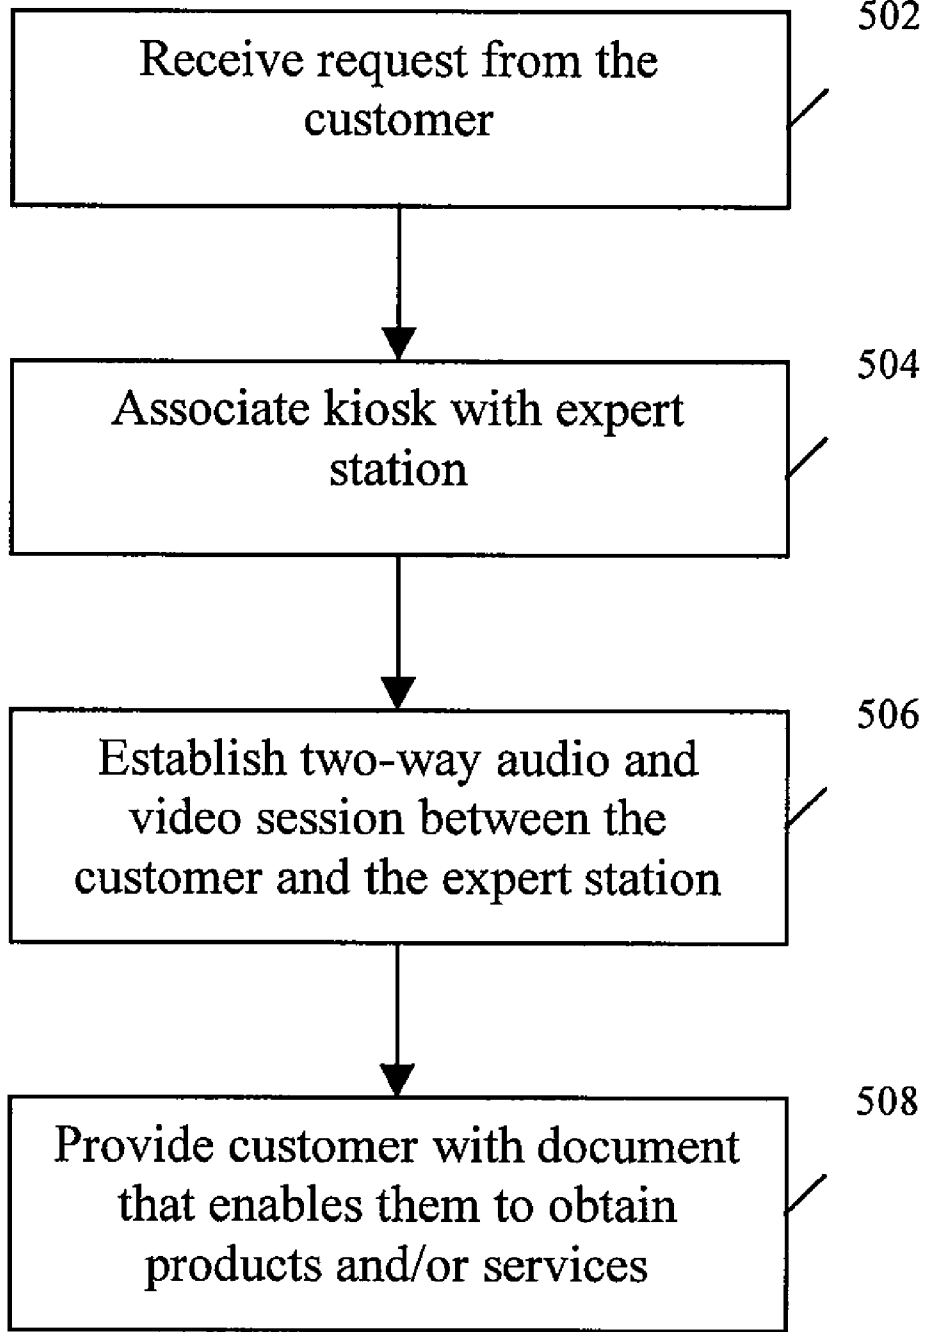 502
Receive request from the
customer
504
Associate kiosk with expert
station
506
Establish two-way audio and
video session between the
customer and the expert station
508
Provide customer with document
that enables them to obtain
products and/or services